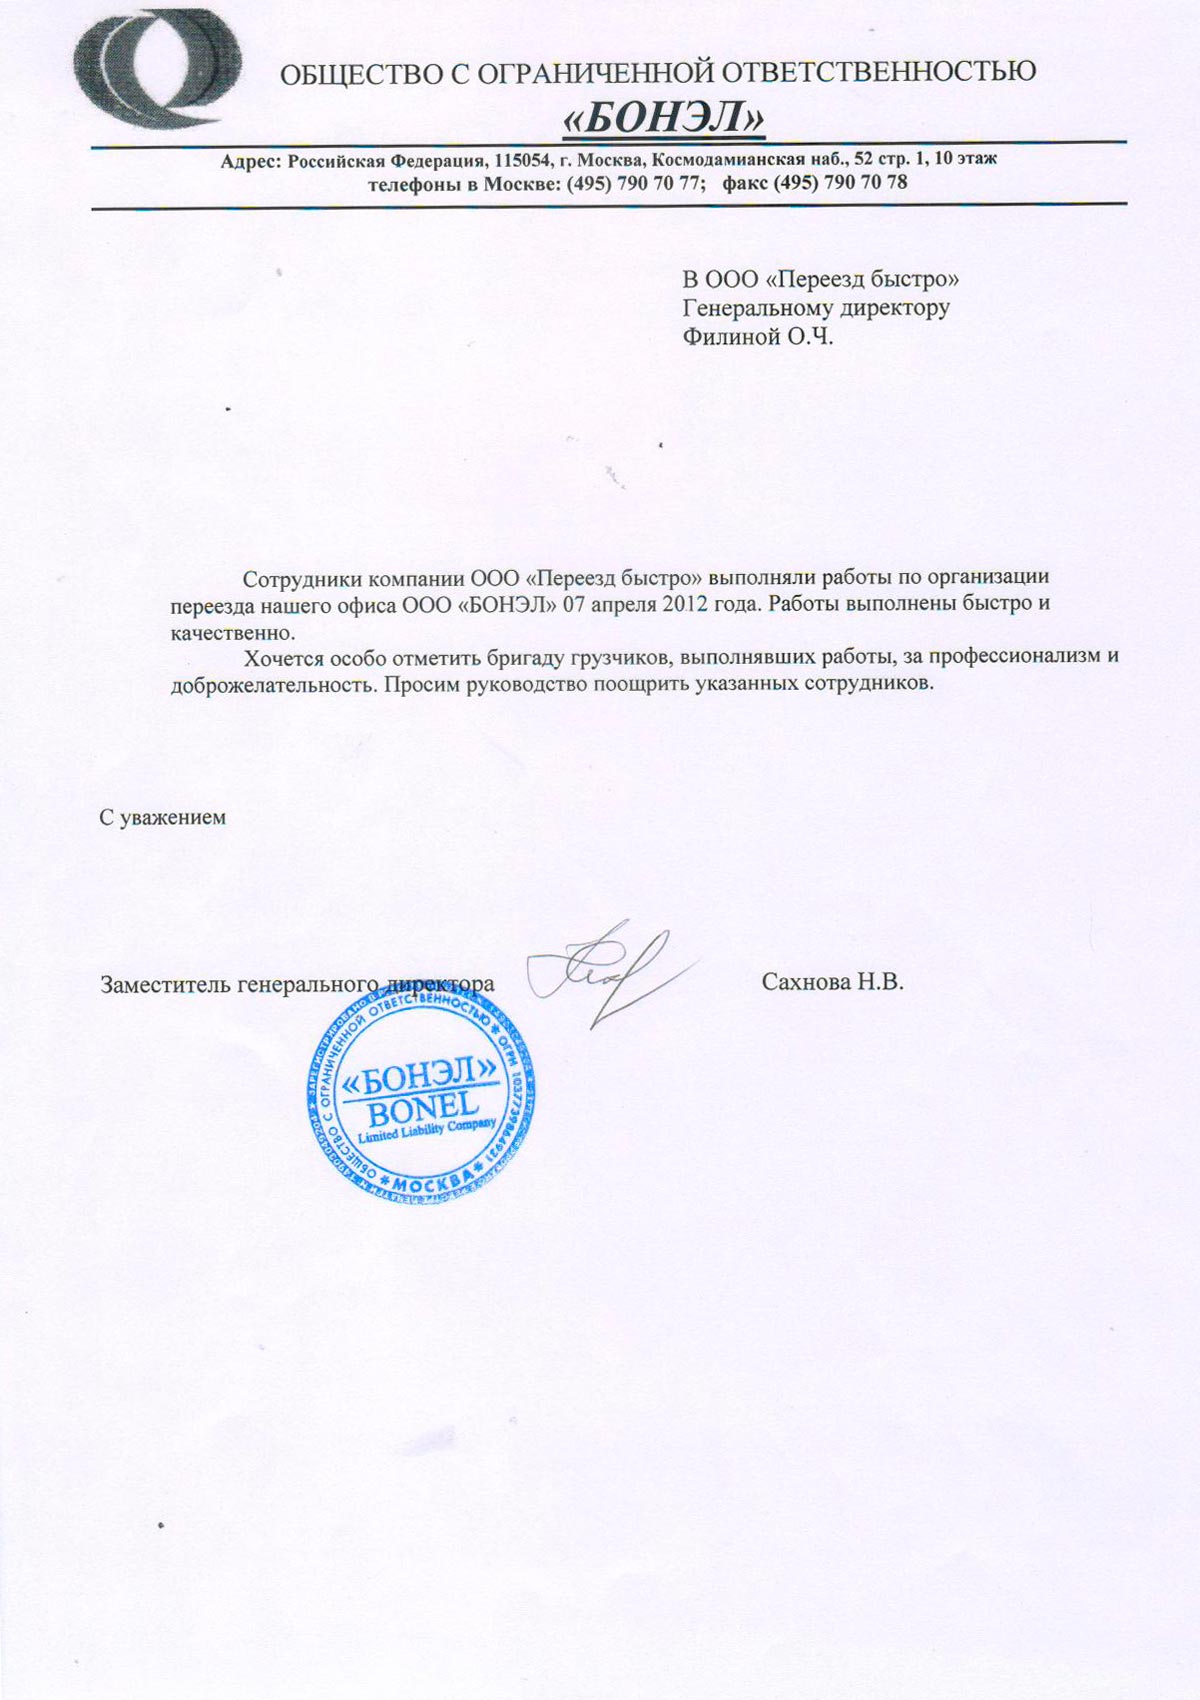 ОБЩЕСТВО С ОГРАНИЧЕННОЙ ОТВЕТСТВЕННОСТЬЮ
«БОНЭЛ»
Адрес: Российская Федерация, 115054, г. Москва, Космодамианская наб., 52 стр. 1, 10 этаж
телефоны в Москве: (495) 790 70 77; факс (495) 790 70 78
В ООО «Переезд быстро»
Генеральному директору
Филиной О.Ч.
Сотрудники компании ООО «Переезд быстро» выполняли работы по организации
переезда нашего офиса ООО «БОНЭЛ» 07 апреля 2012 года. Работы выполнены быстро и
качественно.
Хочется особо отметить бригаду грузчиков, выполнявших работы, за профессионализм и
доброжелательность. Просим руководство поощрить указанных сотрудников.
С уважением
Заместитель генерального директора Сахнова Н.В.
ОБЩЕСТВО С ОГРАНИЧЕННОЙ ОТВЕТСТВЕННОСТЬЮ * ОГРН 1037739864921 * МОСКВА *
«БОНЭЛ»
BONEL
Limited Liability Company